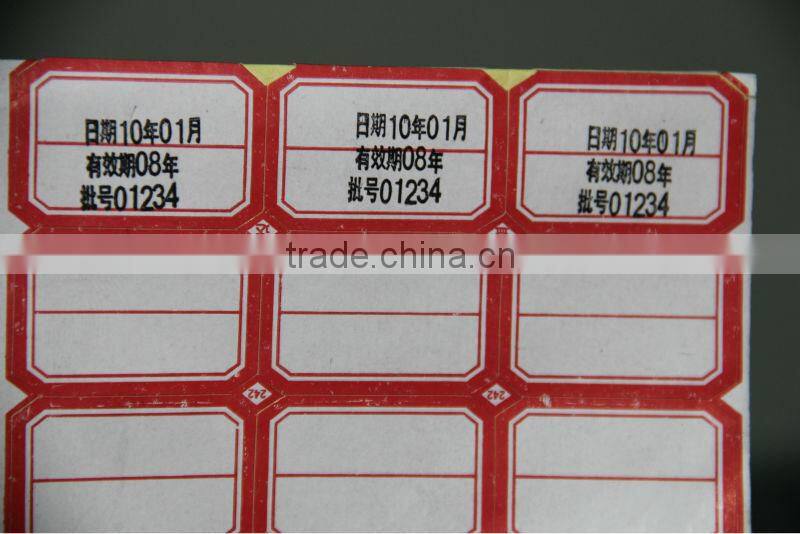 日期10年01月
有效期08年
批号01234
日期10年01月
有效期08年
批号01234
日期10年01月
有效期08年
批号01234
trade.china.cn
242
242